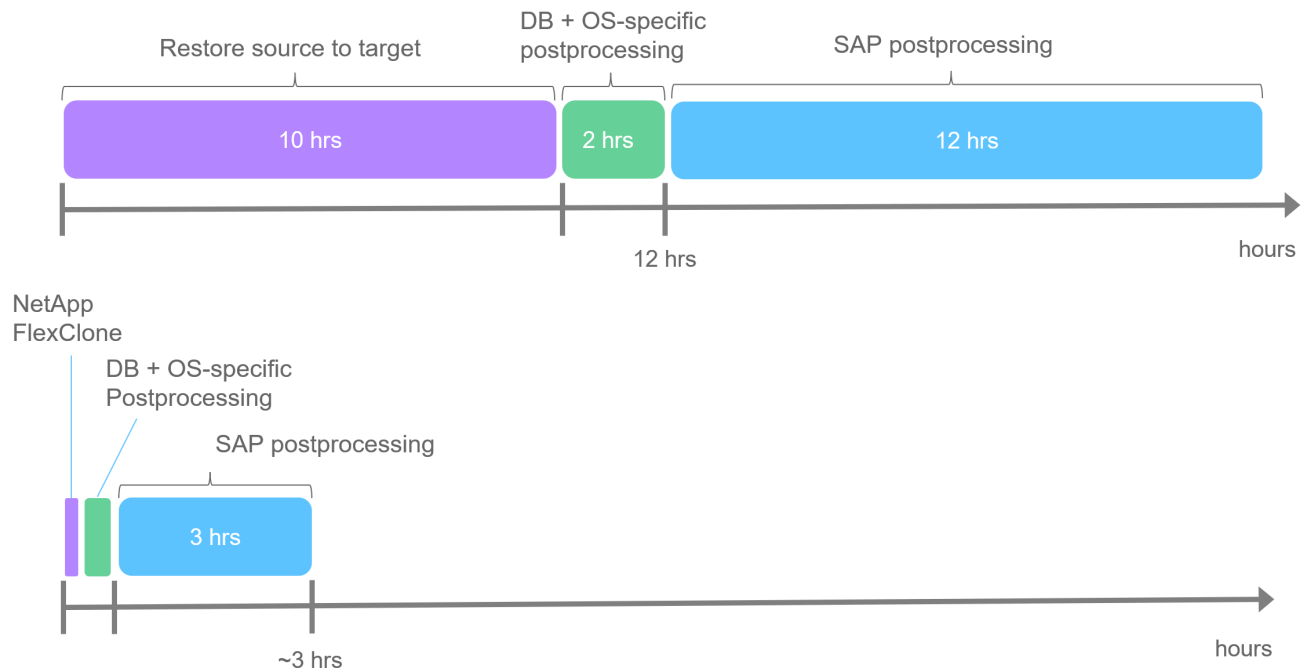 DB + OS-specific
postprocessing
Restore source to target
SAP postprocessing
10 hrs
2 hrs
12 hrs
12 hrs
hours
NetApp
FlexClone
DB + OS-specific
Postprocessing
SAP postprocessing
3 hrs
~3 hrs
hours